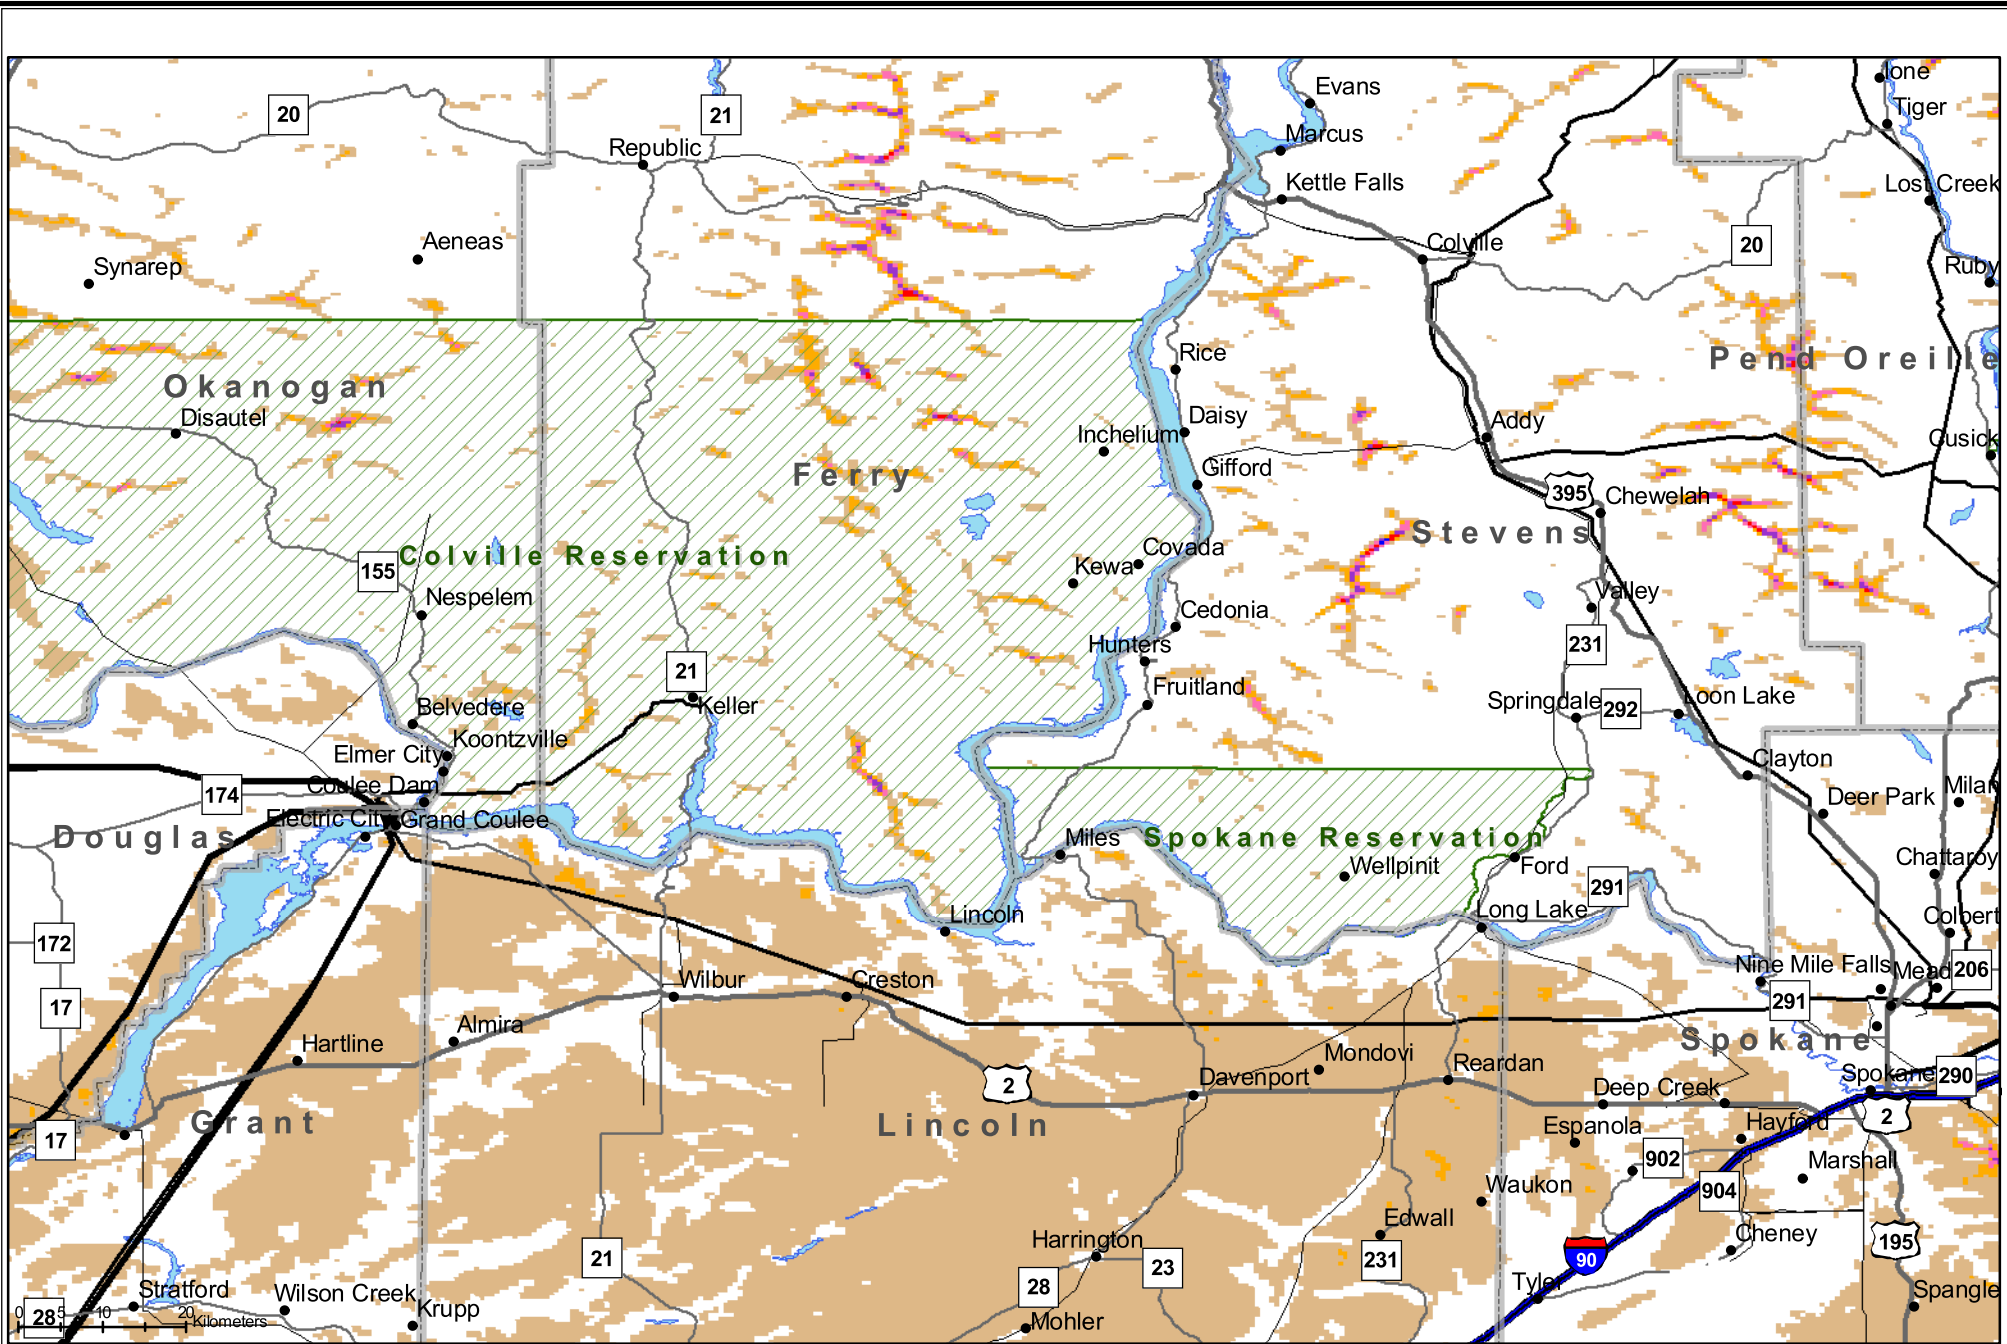 Ione
Evans
20
21
Tiger
Marcus
Republic
Kettle Falls
Lost Creek
Aeneas
Colville
20
Synarep
Ruby
Rice
Pend Oreille
Okanogan
Disautel
Daisy
Addy
Inchelium
Cusick
Gifford
Ferry
395
Chewelah
Stevens
Covada
Colville Reservation
155
Kewa
Nespelem
Valley
Cedonia
231
Hunters
21
Fruitland
Springdale
292
Loon Lake
Keller
Belvedere
Koontzville
Elmer City
Clayton
Coulee Dam
174
Milan
Deer Park
Electric City
Grand Coulee
Douglas
Miles
Spokane Reservation
Chattaroy
Wellpinit
Ford
291
Lincoln
Long Lake
Colbert
172
Nine Mile Falls
Mead
206
Wilbur
Creston
291
17
Almira
Hartline
Spokane
Mondovi
Reardan
2
Davenport
Deep Creek
Spokane
290
Grant
Lincoln
2
Espanola
Hayford
17
902
Marshall
904
Waukon
Edwall
Cheney
Harrington
195
21
23
231
90
28
Tyler
Stratford
Wilson Creek
Spangle
0 5 10 20
Kilometers
28
Krupp
Mohler